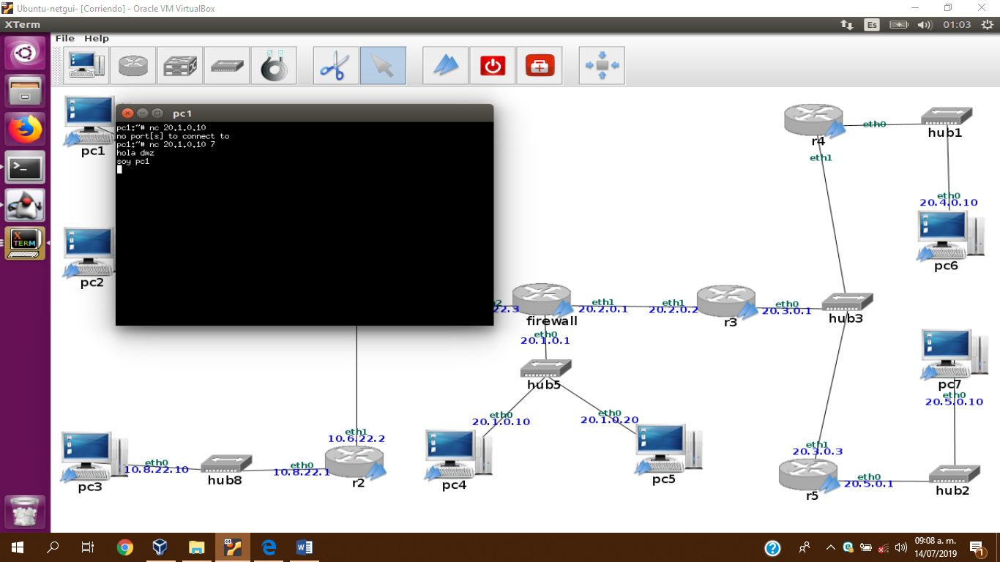 Ubuntu-netgui- [Corriendo] - Oracle VM VirtualBox
XTerm
Es
01:03
File Help
pc1
pc1:~# nc 20.1.0.10
no port[s] to connect to
pc1:~# nc 20.1.0.10 7
hola dmz
soy pc1
pc1
pc2
X
TERM
r4
eth0
eth1
hub1
eth0
20.4.0.10
pc6
22.3
firewall
eth1
20.2.0.1
eth1
20.2.0.2
r3
eth0
20.3.0.1
hub3
eth0
20.1.0.1
hub5
pc7
eth0
20.5.0.10
eth0
20.1.0.10
eth0
20.1.0.20
eth1
10.6.22.2
eth1
20.3.0.3
pc3
eth0
10.8.22.10
hub8
eth0
10.8.22.1
r2
pc4
pc5
r5
eth0
20.5.0.1
hub2
09:08 a. m.
14/07/2019
1